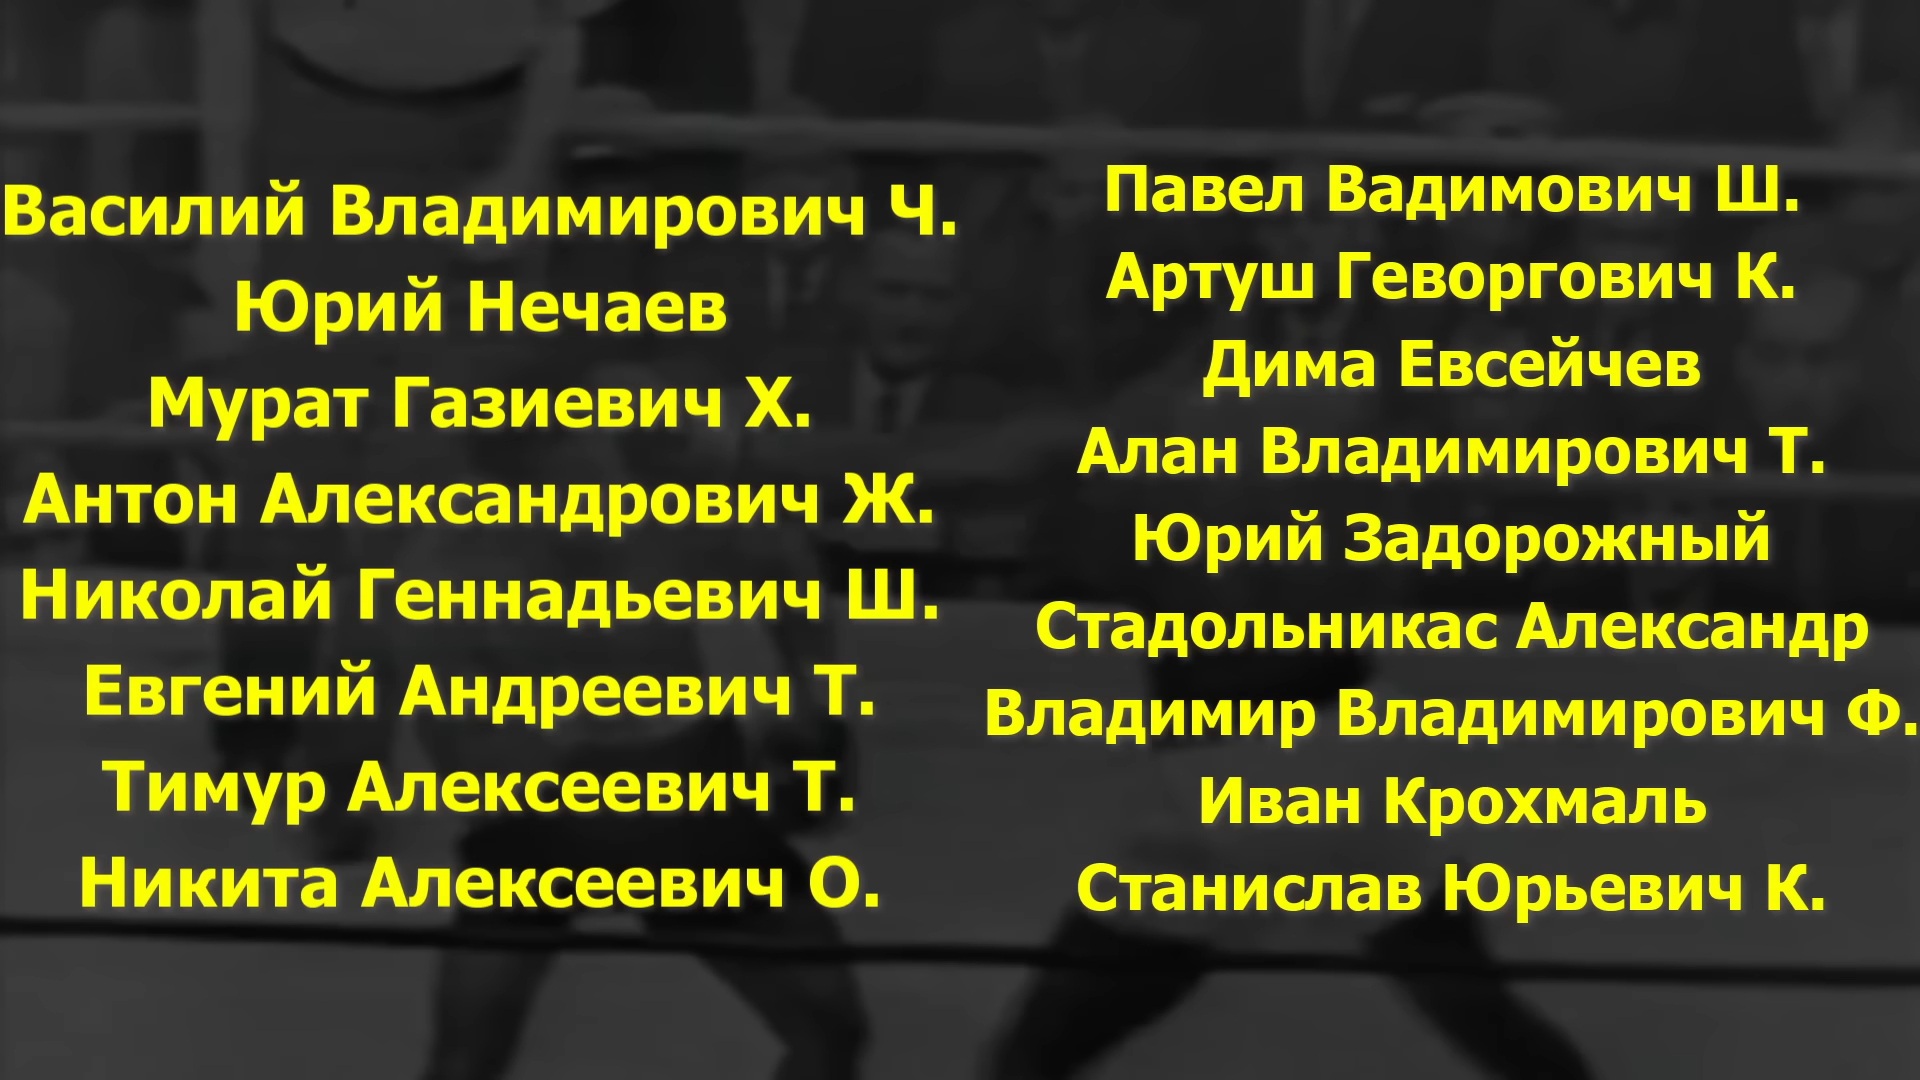 Василий Владимирович Ч.
Юрий Нечаев
Мурат Газиевич Х.
Антон Александрович Ж.
Николай Геннадьевич Ш.
Евгений Андреевич Т.
Тимур Алексеевич Т.
Никита Алексеевич О.
Павел Вадимович Ш.
Артуш Геворгович К.
Дима Евсейчев
Алан Владимирович Т.
Юрий Задорожный
Стадольникас Александр
Владимир Владимирович Ф.
Иван Крохмаль
Станислав Юрьевич К.